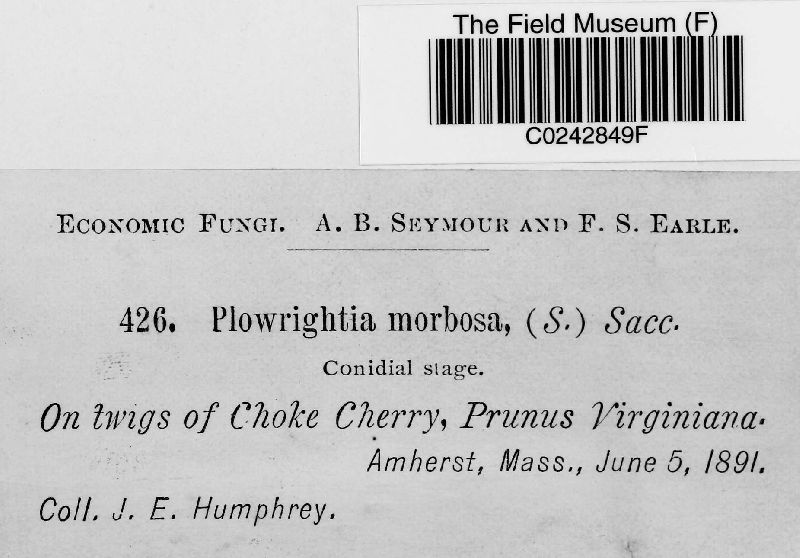 The Field Museum (F)
C0242849F
Economic Fungi. A. B. Seymour and F. S. Earle.
426. Plowrightia morbosa, (S.) Sacc.
Conidial stage.
On twigs of Choke Cherry, Prunus Virginiana.
Amherst, Mass., June 5, 1891.
Coll. J. E. Humphrey.